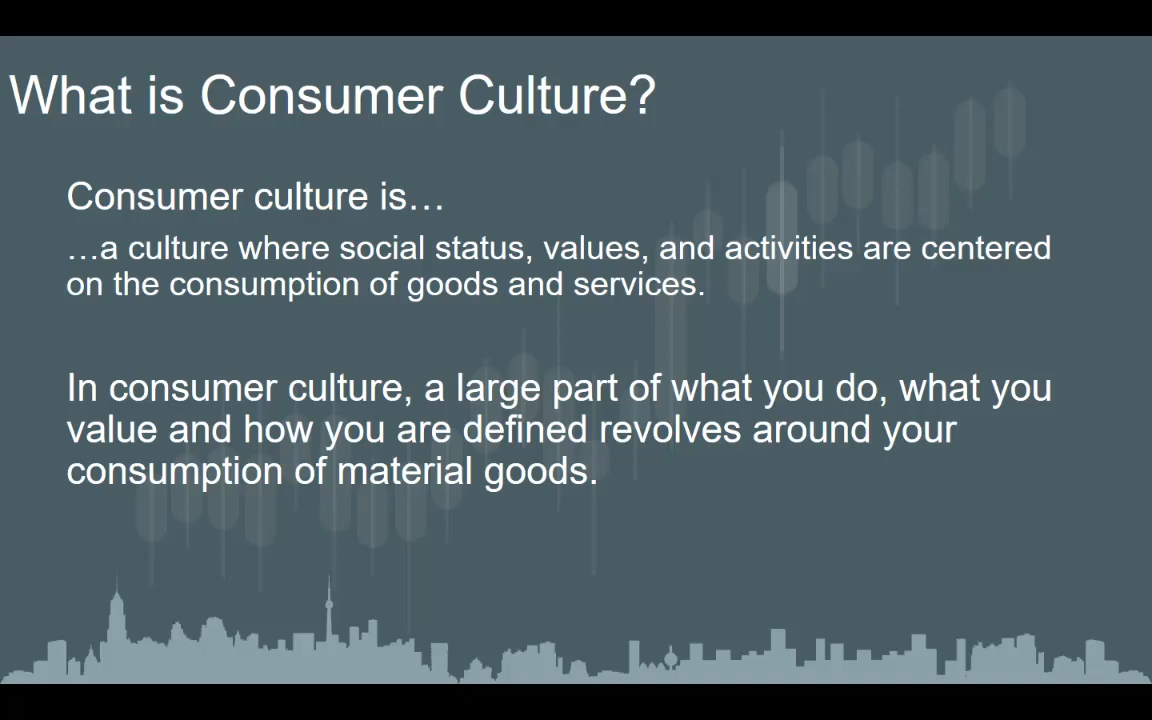 What is Consumer Culture?
Consumer culture is…
…a culture where social status, values, and activities are centered
on the consumption of goods and services.
In consumer culture, a large part of what you do, what you
value and how you are defined revolves around your
consumption of material goods.